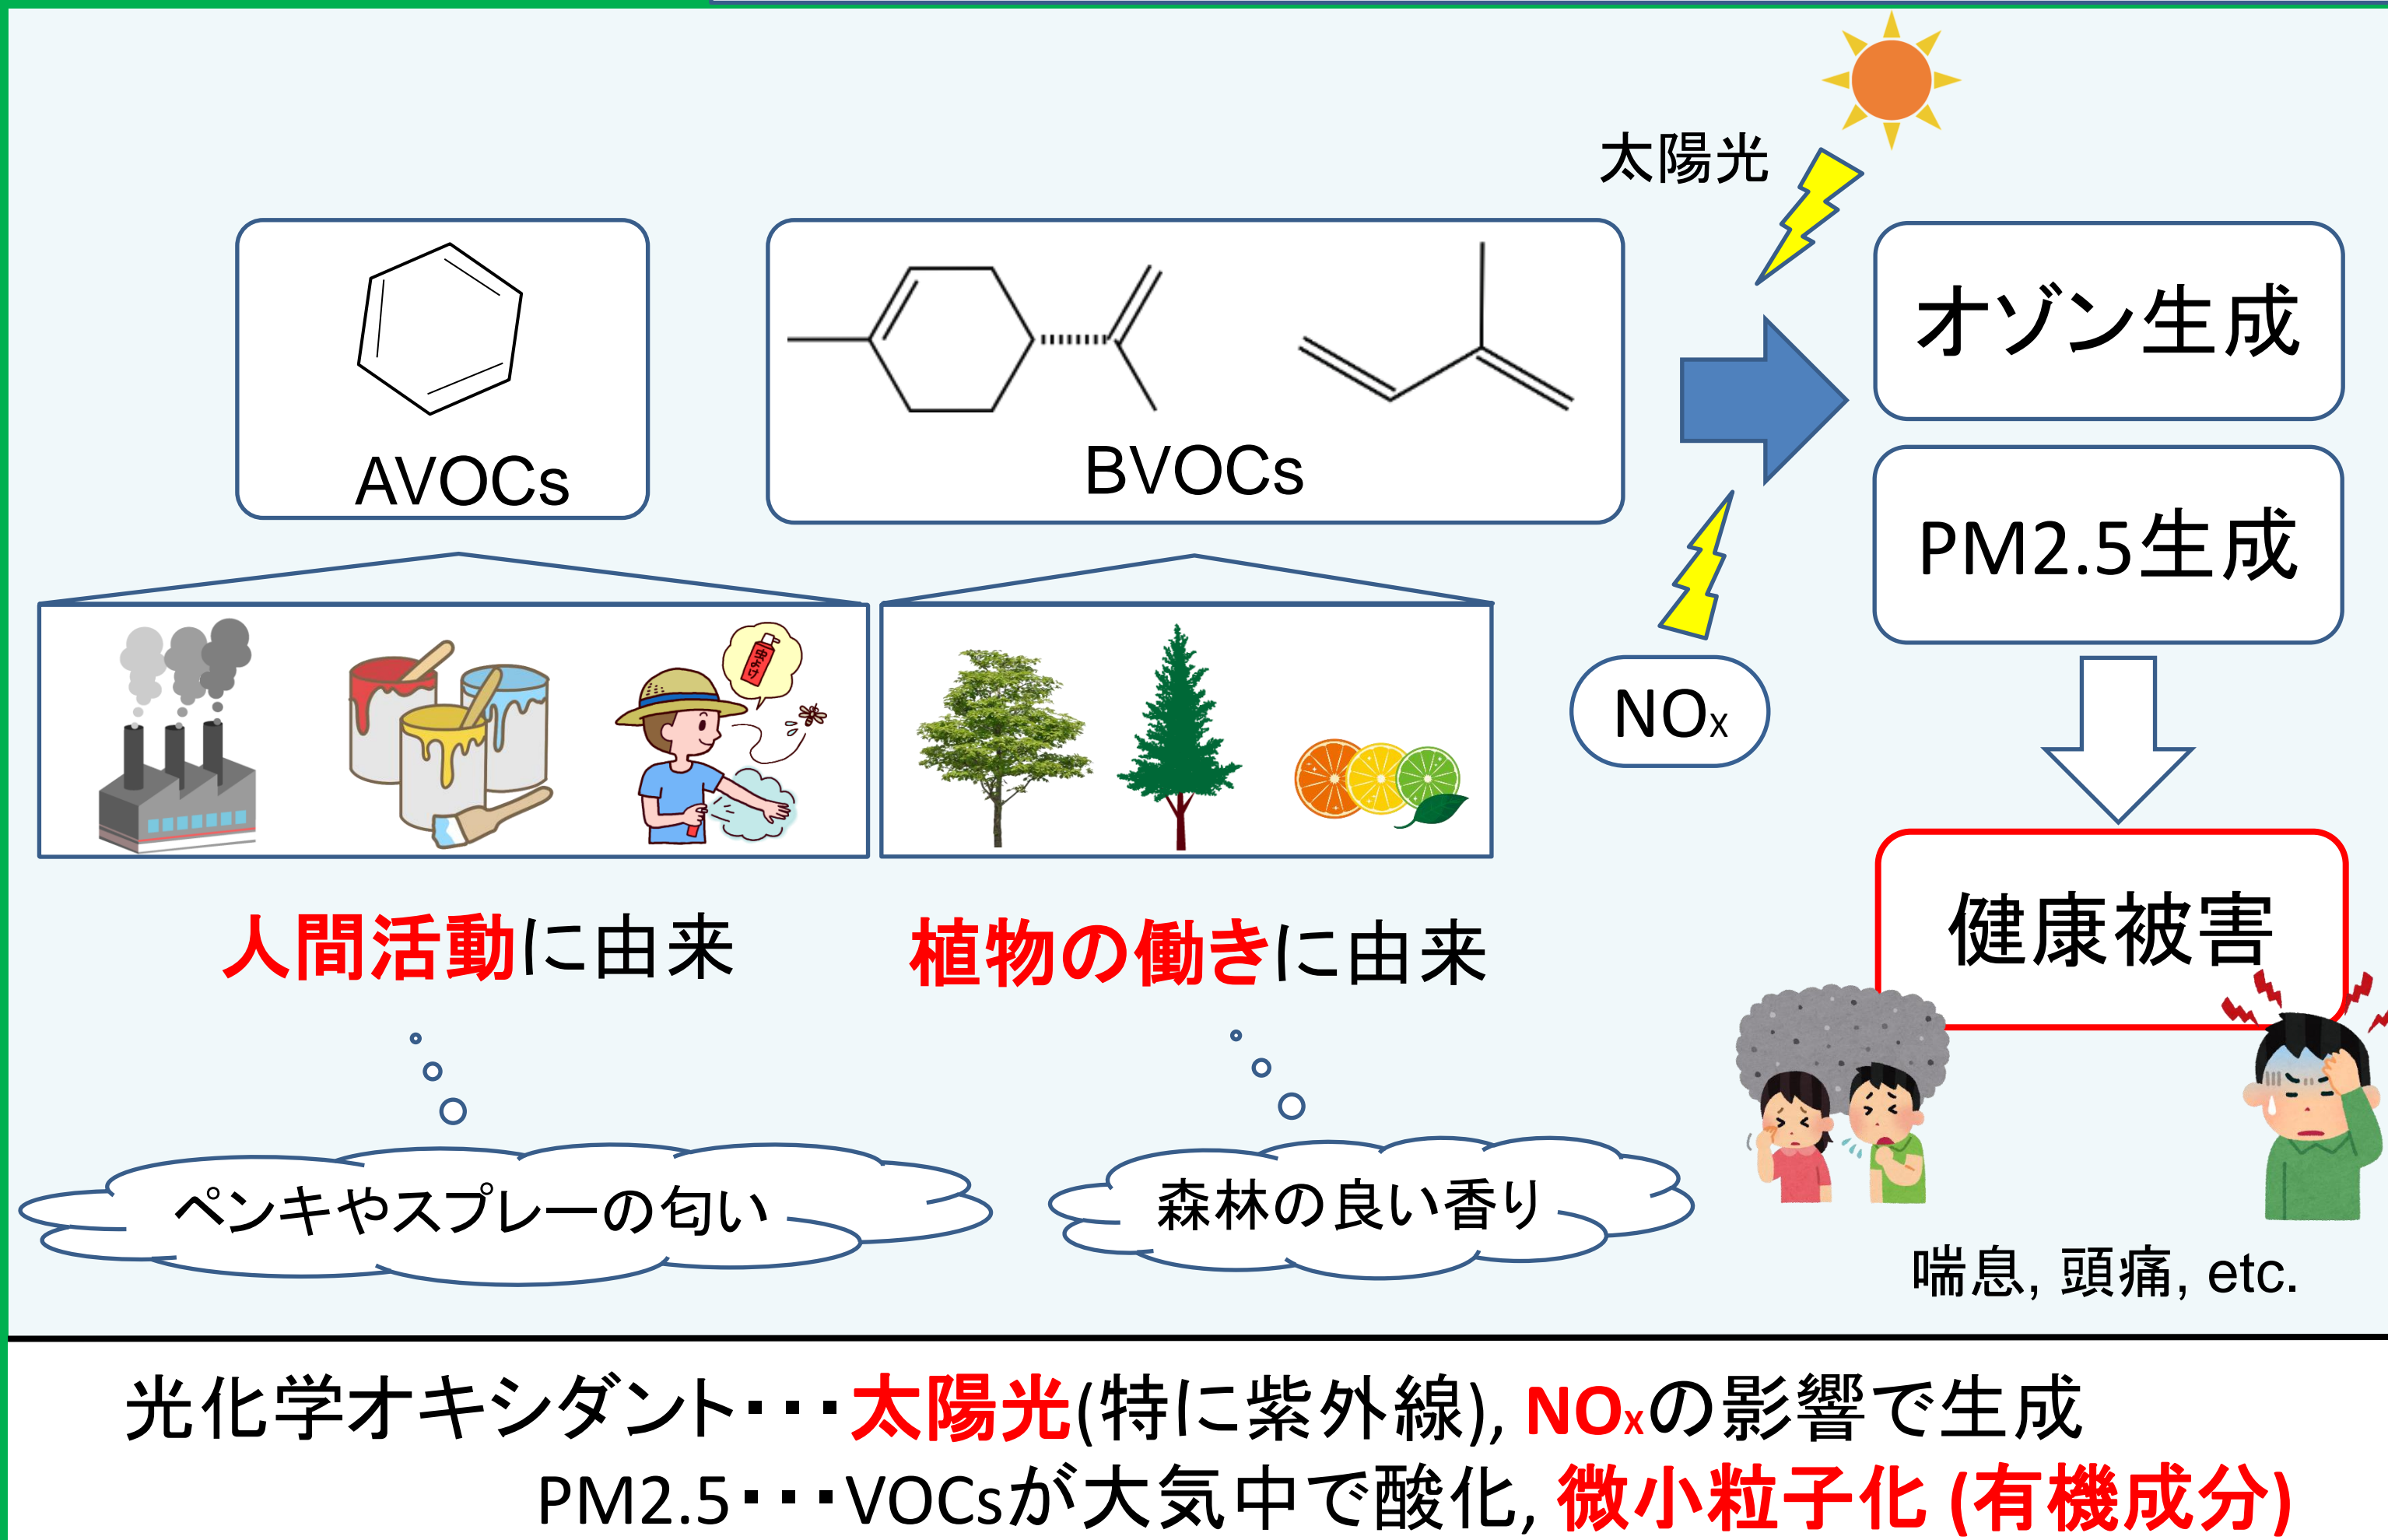 太陽光
オゾン生成
AVOCs
BVOCs
PM2.5生成
虫よけ
NOx
人間活動に由来
植物の働きに由来
健康被害
ペンキやスプレーの匂い
森林の良い香り
喘息, 頭痛, etc.
光化学オキシダント･･･太陽光(特に紫外線), NOxの影響で生成
PM2.5･･･VOCsが大気中で酸化, 微小粒子化 (有機成分)